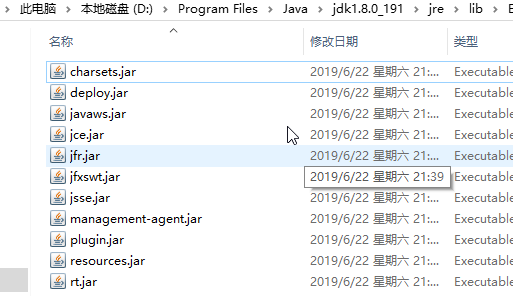 此电脑 > 本地磁盘 (D:) > Program Files > Java > jdk1.8.0_191 > jre > lib >
名称 修改日期 类型
charsets.jar 2019/6/22 星期六 21:... Executable
deploy.jar 2019/6/22 星期六 21:... Executable
javaws.jar 2019/6/22 星期六 21:... Executable
jce.jar 2019/6/22 星期六 21:... Executable
jfr.jar 2019/6/22 星期六 21:... Executable
jfxswt.jar 2019/6/22 星期六 21:39 Executable
jsse.jar 2019/6/22 星期六 21:... Executable
management-agent.jar 2019/6/22 星期六 21:... Executable
plugin.jar 2019/6/22 星期六 21:... Executable
resources.jar 2019/6/22 星期六 21:... Executable
rt.jar 2019/6/22 星期六 21:... Executable